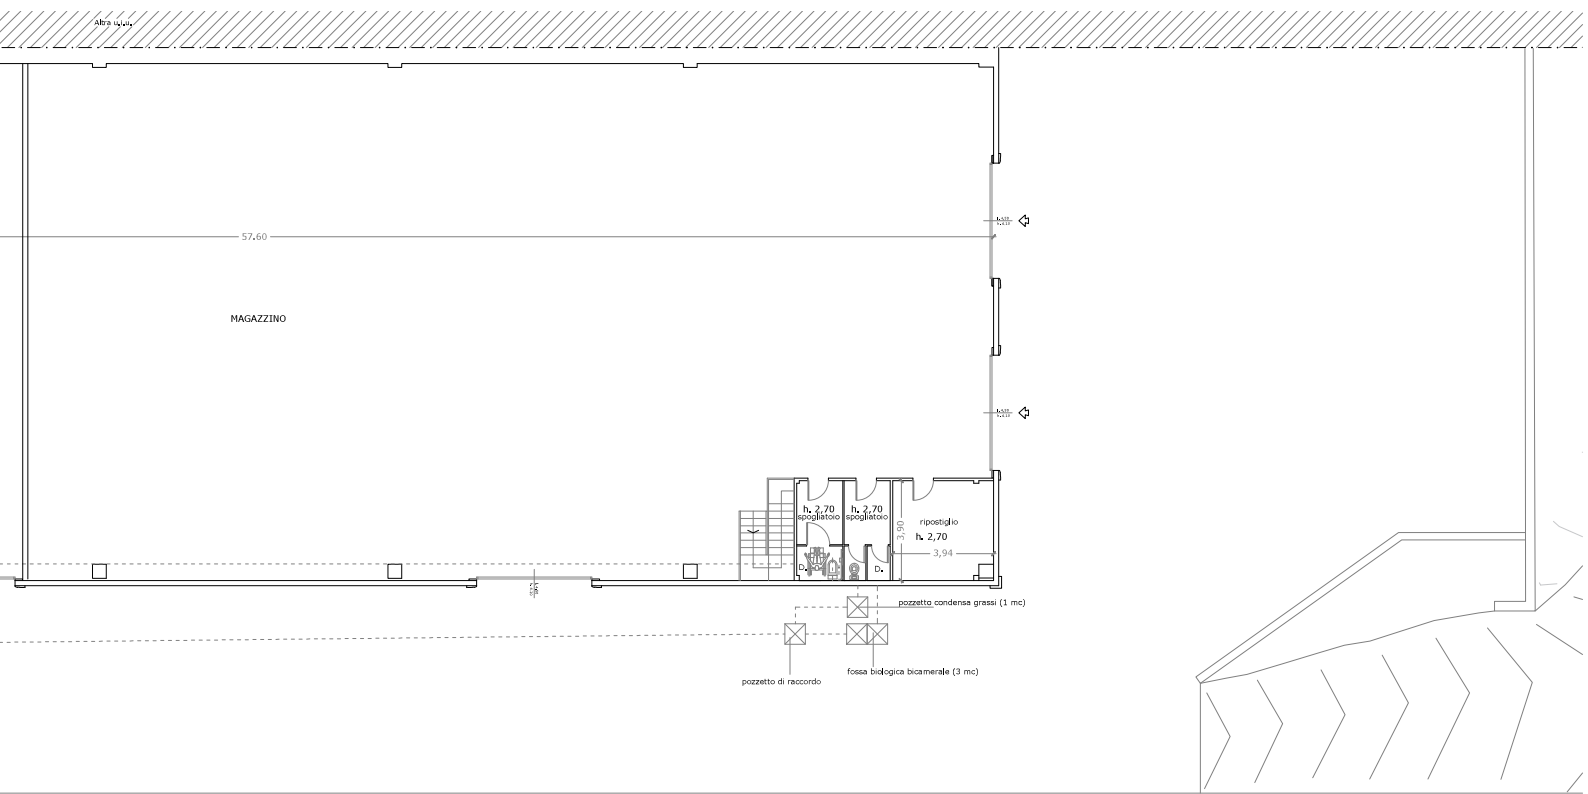 Altra u.i.u.
57.60
MAGAZZINO
h. 2,70
spogliatoio
h. 2,70
spogliatoio
3,90
ripostiglio
h. 2,70
3,94
D.
D.
pozzetto condensa grassi (1 mc)
fossa biologica bicamerale (3 mc)
pozzetto di raccordo